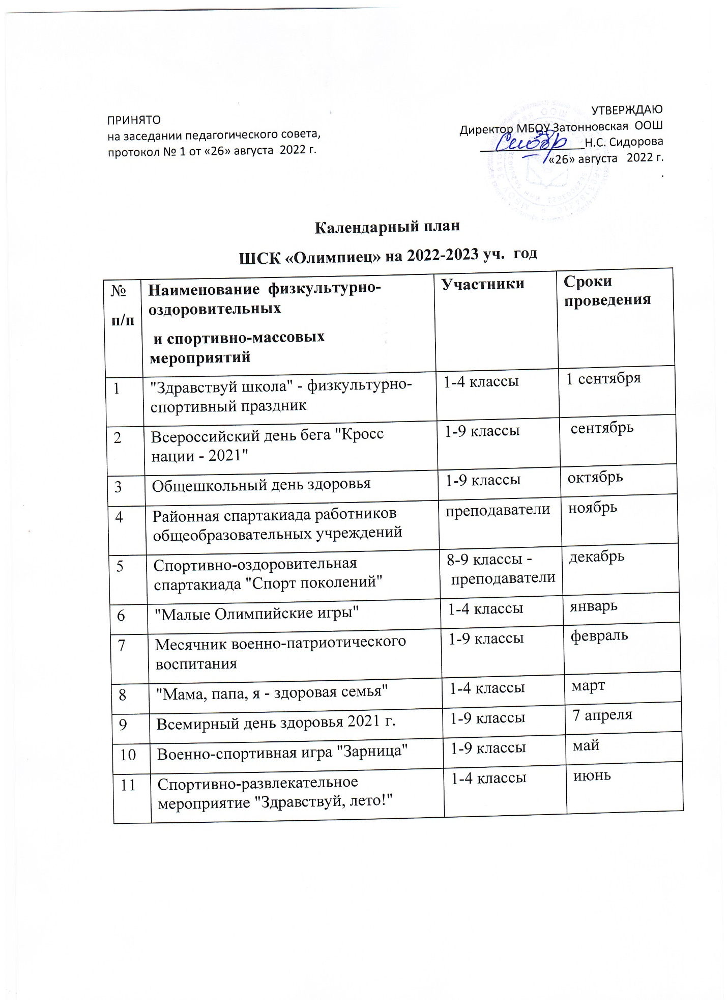 ПРИНЯТО
на заседании педагогического совета,
протокол № 1 от «26» августа 2022 г.
УТВЕРЖДАЮ
Директор МБОУ Затонновская ООШ
________________Н.С. Сидорова
«26» августа 2022 г.
.
Календарный план
ШСК «Олимпиец» на 2022-2023 уч. год
№ п/п
Наименование физкультурно-
оздоровительных
и спортивно-массовых
мероприятий
Участники
Сроки
проведения
1
"Здравствуй школа" - физкультурно-
спортивный праздник
1-4 классы
1 сентября
2
Всероссийский день бега "Кросс
нации - 2021"
1-9 классы
сентябрь
3
Общешкольный день здоровья
1-9 классы
октябрь
4
Районная спартакиада работников
общеобразовательных учреждений
преподаватели
ноябрь
5
Спортивно-оздоровительная
спартакиада "Спорт поколений"
8-9 классы -
преподаватели
декабрь
6
"Малые Олимпийские игры"
1-4 классы
январь
7
Месячник военно-патриотического
воспитания
1-9 классы
февраль
8
"Мама, папа, я - здоровая семья"
1-4 классы
март
9
Всемирный день здоровья 2021 г.
1-9 классы
7 апреля
10
Военно-спортивная игра "Зарница"
1-9 классы
май
11
Спортивно-развлекательное
мероприятие "Здравствуй, лето!"
1-4 классы
июнь